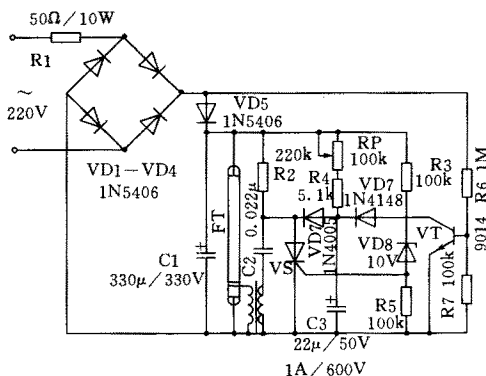 50Ω/10W
R1
~
220V
VD1-VD4
1N5406
VD5
1N5406
220k
RP
100k
R2
R4
5.1k
VD7
1N4148
R3
100k
R6 1M
9014
VT
FT
0.022μ
C2
VD7
1N4005
VD8
10V
VS
C1
330μ/330V
C3
22μ/50V
R5
100k
R7 100k
1A/600V